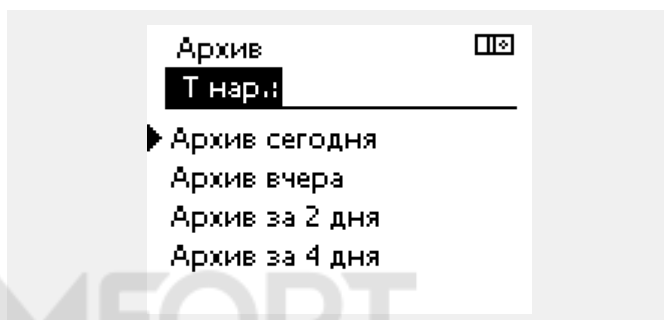 Архив
Т нар.:
Архив сегодня
Архив вчера
Архив за 2 дня
Архив за 4 дня